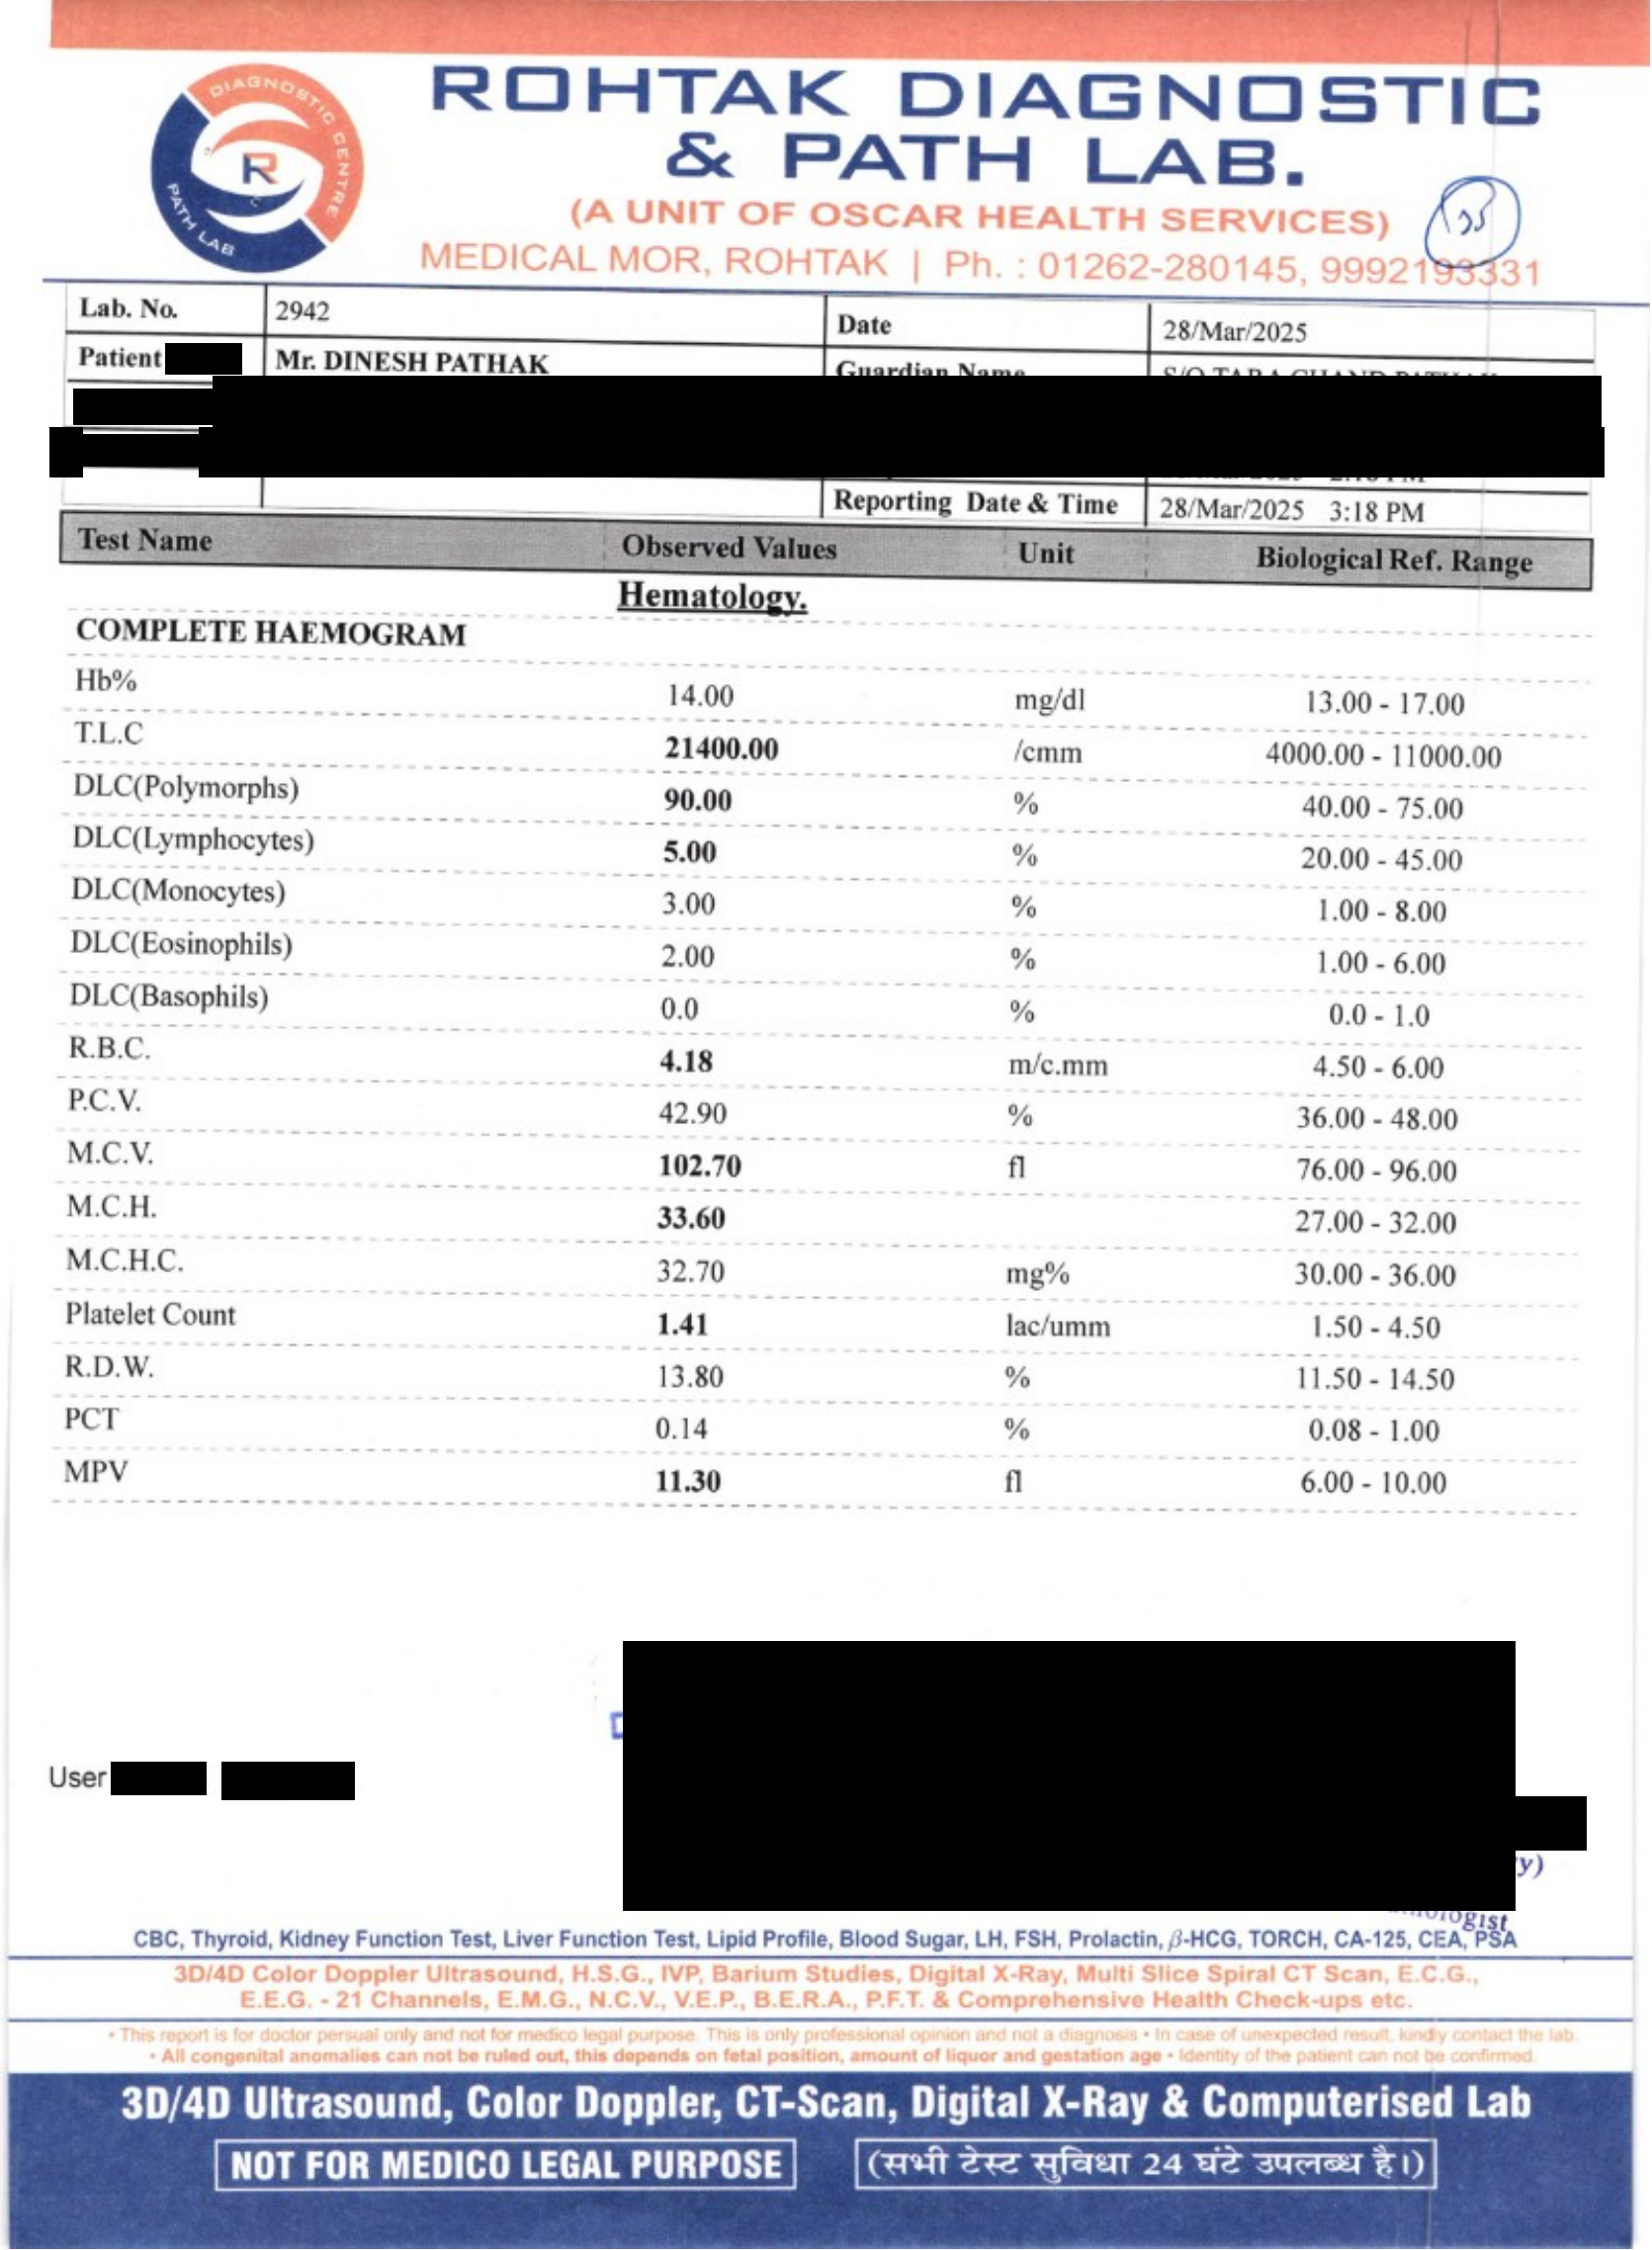 DIAGNOSTIC CENTRE
PATH LAB
R
ROHTAK DIAGNOSTIC
& PATH LAB.
(A UNIT OF OSCAR HEALTH SERVICES)
MEDICAL MOR, ROHTAK | Ph. : 01262-280145, 9992193331
Lab. No. 2942 Date 28/Mar/2025
Patient Mr. DINESH PATHAK Guardian Name S/O TARA CHAND PATHAK
Reporting Date & Time 28/Mar/2025 3:18 PM
Test Name Observed Values Unit Biological Ref. Range
Hematology.
COMPLETE HAEMOGRAM
Hb% 14.00 mg/dl 13.00 - 17.00
T.L.C 21400.00 /cmm 4000.00 - 11000.00
DLC(Polymorphs) 90.00 % 40.00 - 75.00
DLC(Lymphocytes) 5.00 % 20.00 - 45.00
DLC(Monocytes) 3.00 % 1.00 - 8.00
DLC(Eosinophils) 2.00 % 1.00 - 6.00
DLC(Basophils) 0.0 % 0.0 - 1.0
R.B.C. 4.18 m/c.mm 4.50 - 6.00
P.C.V. 42.90 % 36.00 - 48.00
M.C.V. 102.70 fl 76.00 - 96.00
M.C.H. 33.60 27.00 - 32.00
M.C.H.C. 32.70 mg% 30.00 - 36.00
Platelet Count 1.41 lac/umm 1.50 - 4.50
R.D.W. 13.80 % 11.50 - 14.50
PCT 0.14 % 0.08 - 1.00
MPV 11.30 fl 6.00 - 10.00
User
CBC, Thyroid, Kidney Function Test, Liver Function Test, Lipid Profile, Blood Sugar, LH, FSH, Prolactin, β-HCG, TORCH, CA-125, CEA, PSA
3D/4D Color Doppler Ultrasound, H.S.G., IVP, Barium Studies, Digital X-Ray, Multi Slice Spiral CT Scan, E.C.G.,
E.E.G. - 21 Channels, E.M.G., N.C.V., V.E.P., B.E.R.A., P.F.T. & Comprehensive Health Check-ups etc.
• This report is for doctor persual only and not for medico legal purpose. This is only professional opinion and not a diagnosis • In case of unexpected result, kindly contact the lab.
• All congenital anomalies can not be ruled out, this depends on fetal position, amount of liquor and gestation age • Identity of the patient can not be confirmed.
3D/4D Ultrasound, Color Doppler, CT-Scan, Digital X-Ray & Computerised Lab
NOT FOR MEDICO LEGAL PURPOSE (सभी टेस्ट सुविधा 24 घंटे उपलब्ध है।)